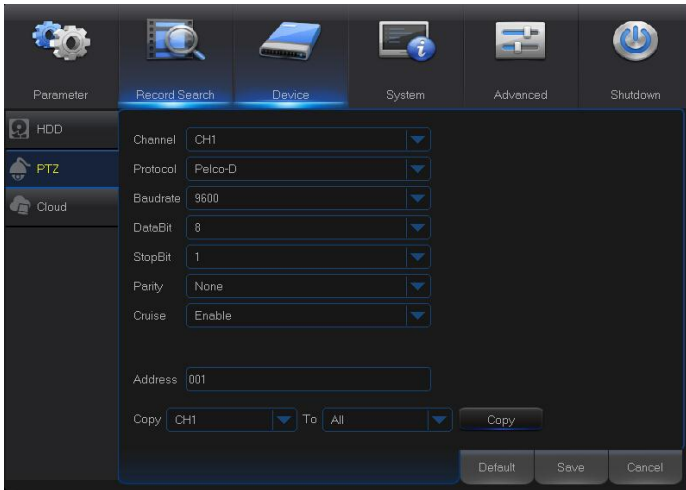 Parameter Record Search Device System Advanced Shutdown
HDD
PTZ
Cloud
Channel CH1
Protocol Pelco-D
Baudrate 9600
DataBit 8
StopBit 1
Parity None
Cruise Enable
Address 001
Copy CH1 To All Copy
Default Save Cancel